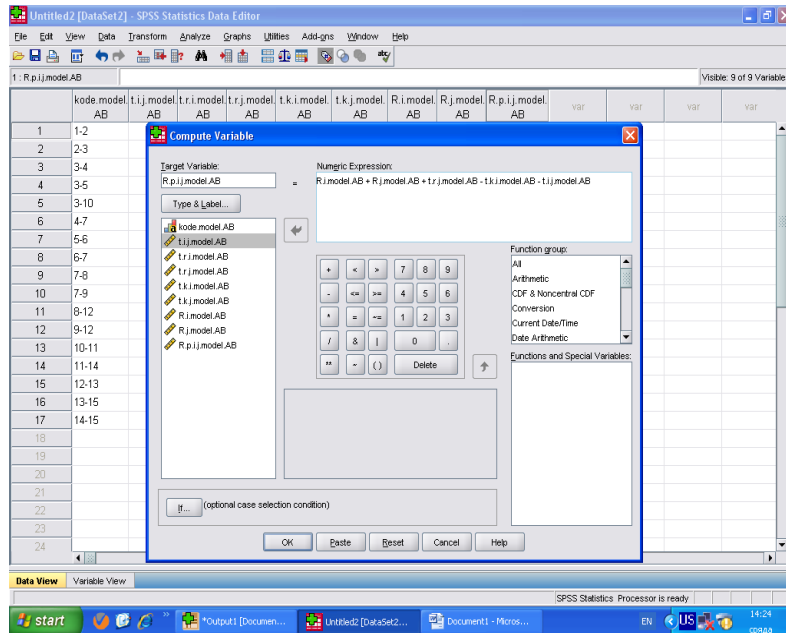 Untitled2 [DataSet2] - SPSS Statistics Data Editor
File Edit View Data Transform Analyze Graphs Utilities Add-ons Window Help
1 : R.p.i.j.model.AB
Visible: 9 of 9 Variable
kode.model. t.i.j.model. t.r.i.model. t.r.j.model. t.k.i.model. t.k.j.model. R.i.model. R.j.model. R.p.i.j.model. var var var var
AB AB AB AB AB AB AB AB AB
1 1-2
2 2-3
3 3-4
4 3-5
5 3-10
6 4-7
7 5-6
8 6-7
9 7-8
10 7-9
11 8-12
12 9-12
13 10-11
14 11-14
15 12-13
16 13-15
17 14-15
18
19
20
21
22
23
24
Compute Variable
Target Variable:
R.p.i.j.model.AB
=
Numeric Expression:
R.i.model.AB + R.j.model.AB + t.r.j.model.AB - t.k.i.model.AB - t.i.j.model.AB
Type & Label...
kode.model.AB
t.i.j.model.AB
t.r.i.model.AB
t.r.j.model.AB
t.k.i.model.AB
t.k.j.model.AB
R.i.model.AB
R.j.model.AB
R.p.i.j.model.AB
+ < > 7 8 9
- <= >= 4 5 6
* = ~= 1 2 3
/ & | 0 .
** ~ ( ) Delete
Function group:
All
Arithmetic
CDF & Noncentral CDF
Conversion
Current Date/Time
Date Arithmetic
Functions and Special Variables:
If... (optional case selection condition)
OK Paste Reset Cancel Help
Data View Variable View
SPSS Statistics Processor is ready
start
*Output1 [Documen...
Untitled2 [DataSet2...
Document1 - Micros...
EN
US
14:24
сряда